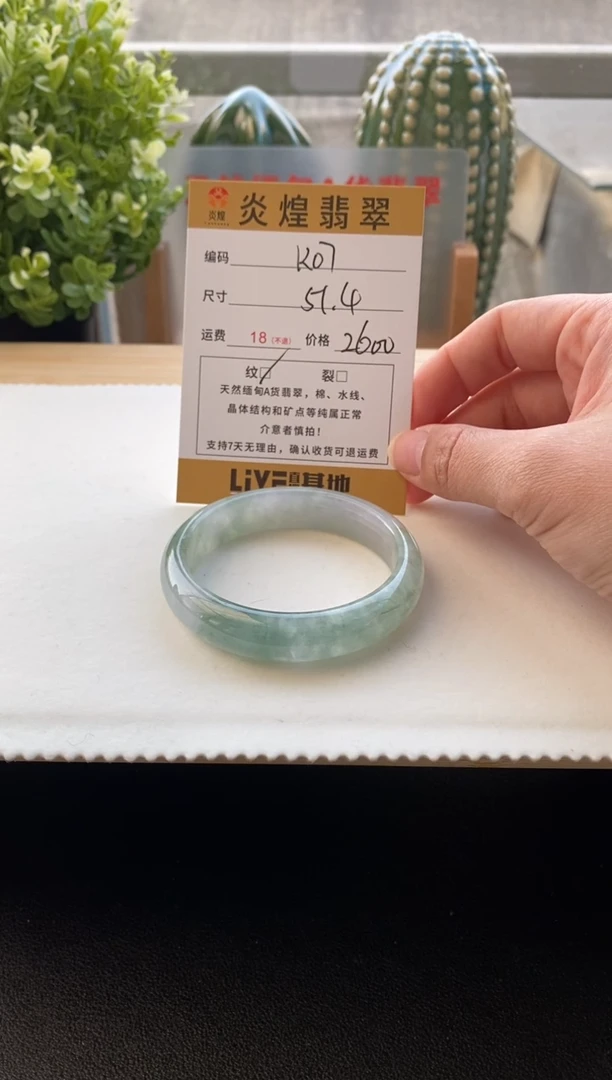 炎煌 炎煌翡翠
编码 K07
尺寸 51.4
运费 18(不退) 价格 2600
纹☑ 裂□
天然缅甸A货翡翠，棉、水线、
晶体结构和矿点等纯属正常
介意者慎拍！
支持7天无理由，确认收货可退运费
LiVE 基地